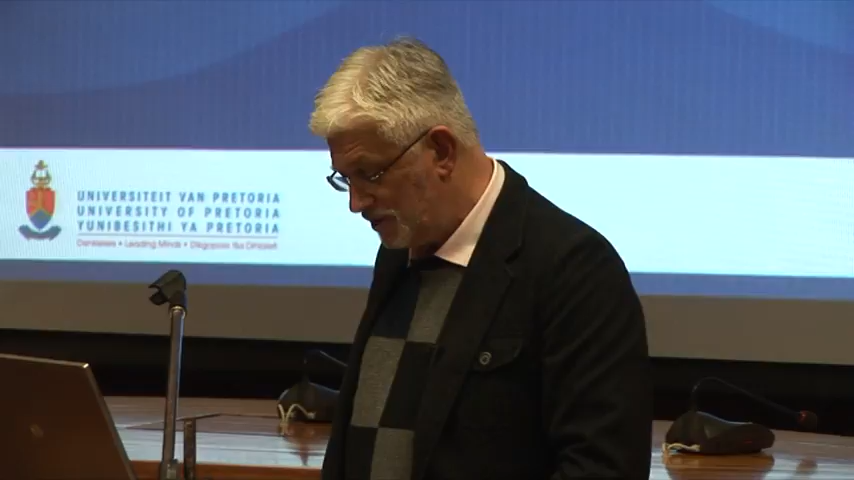 UNIVERSITEIT VAN PRETORIA
UNIVERSITY OF PRETORIA
YUNIBESITHI YA PRETORIA
Denkleiers • Leading Minds • Dikgopolo tša Dihlalefi